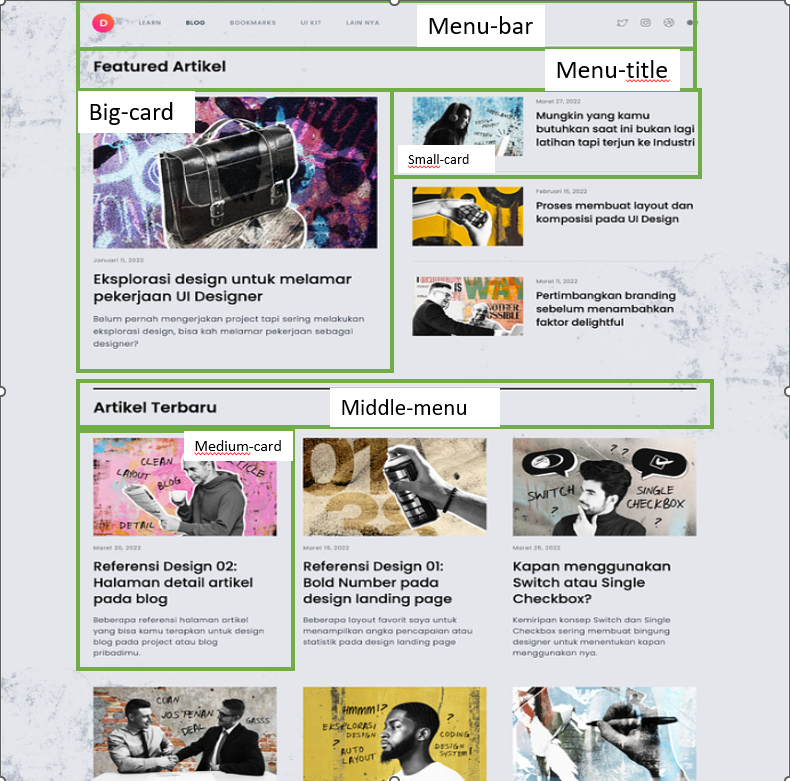 D LEARN BLOG BOOKMARKS UI KIT LAIN NYA
Menu-bar
Featured Artikel
Menu-title
Big-card
Januari 11, 2022
Eksplorasi design untuk melamar
pekerjaan UI Designer
Belum pernah mengerjakan project tapi sering melakukan
eksplorasi design, bisa kah melamar pekerjaan sebagai
designer?
Maret 27, 2022
Mungkin yang kamu
butuhkan saat ini bukan lagi
latihan tapi terjun ke Industri
Small-card
Februari 15, 2022
Proses membuat layout dan
komposisi pada UI Design
IS WAY
Maret 11, 2022
Pertimbangkan branding
sebelum menambahkan
faktor delightful
Artikel Terbaru
Middle-menu
Medium-card
CLEAN
LAYOUT
BLOG
DETAIL
Maret 20, 2022
Referensi Design 02:
Halaman detail artikel
pada blog
Beberapa referensi halaman artikel
yang bisa kamu terapkan untuk design
blog pada project atau blog
pribadimu.
01
Maret 19, 2022
Referensi Design 01:
Bold Number pada
design landing page
Beberapa layout favorit saya untuk
menampilkan angka pencapaian atau
statistik pada design landing page
? ?
SWITCH
?
SINGLE
CHECKBOX
?
Maret 25, 2022
Kapan menggunakan
Switch atau Single
Checkbox?
Kemiripan konsep Switch dan Single
Checkbox sering membuat bingung
designer untuk menentukan kapan
menggunakan nya.
CUAN
JOS PENAN
DEAL
GASSS
HMMM!?
EKSPLORASI
DESIGN
?
AUTO
LAYOUT
?
CODING
DESIGN
SYSTEM